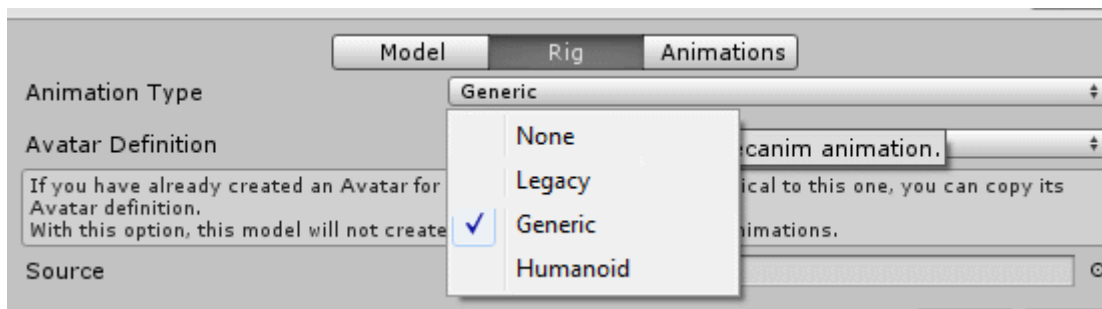 Model Rig Animations
Animation Type Generic
None
Avatar Definition canim animation.
Legacy
If you have already created an Avatar for ical to this one, you can copy its
Avatar definition.
Generic
With this option, this model will not create imations.
Humanoid
Source